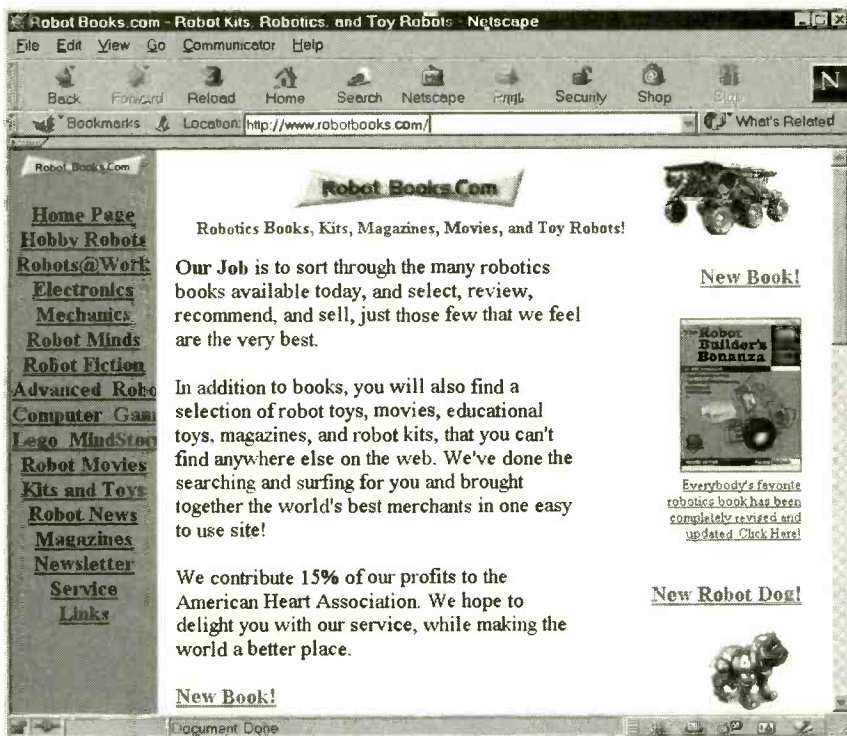 Robot Books.com - Robot Kits, Robotics, and Toy Robots - Netscape
File Edit View Go Communicator Help
Back Forward Reload Home Search Netscape Print Security Shop Stop
N
Bookmarks Location: http://www.robotbooks.com/ What's Related
Robot Books.Com
Home Page
Hobby Robots
Robots@Work
Electronics
Mechanics
Robot Minds
Robot Fiction
Advanced Robo
Computer Gam
Lego MindStor
Robot Movies
Kits and Toys
Robot News
Magazines
Newsletter
Service
Links
Robot Books.Com
Robotics Books, Kits, Magazines, Movies, and Toy Robots!
Our Job is to sort through the many robotics
books available today, and select, review,
recommend, and sell, just those few that we feel
are the very best.
In addition to books, you will also find a
selection of robot toys, movies, educational
toys, magazines, and robot kits, that you can't
find anywhere else on the web. We've done the
searching and surfing for you and brought
together the world's best merchants in one easy
to use site!
We contribute 15% of our profits to the
American Heart Association. We hope to
delight you with our service, while making the
world a better place.
New Book!
New Book!
The Robot
Builder's
Bonanza
Everybody's favorite
robotics book has been
completely revised and
updated. Click Here!
New Robot Dog!
Document Done